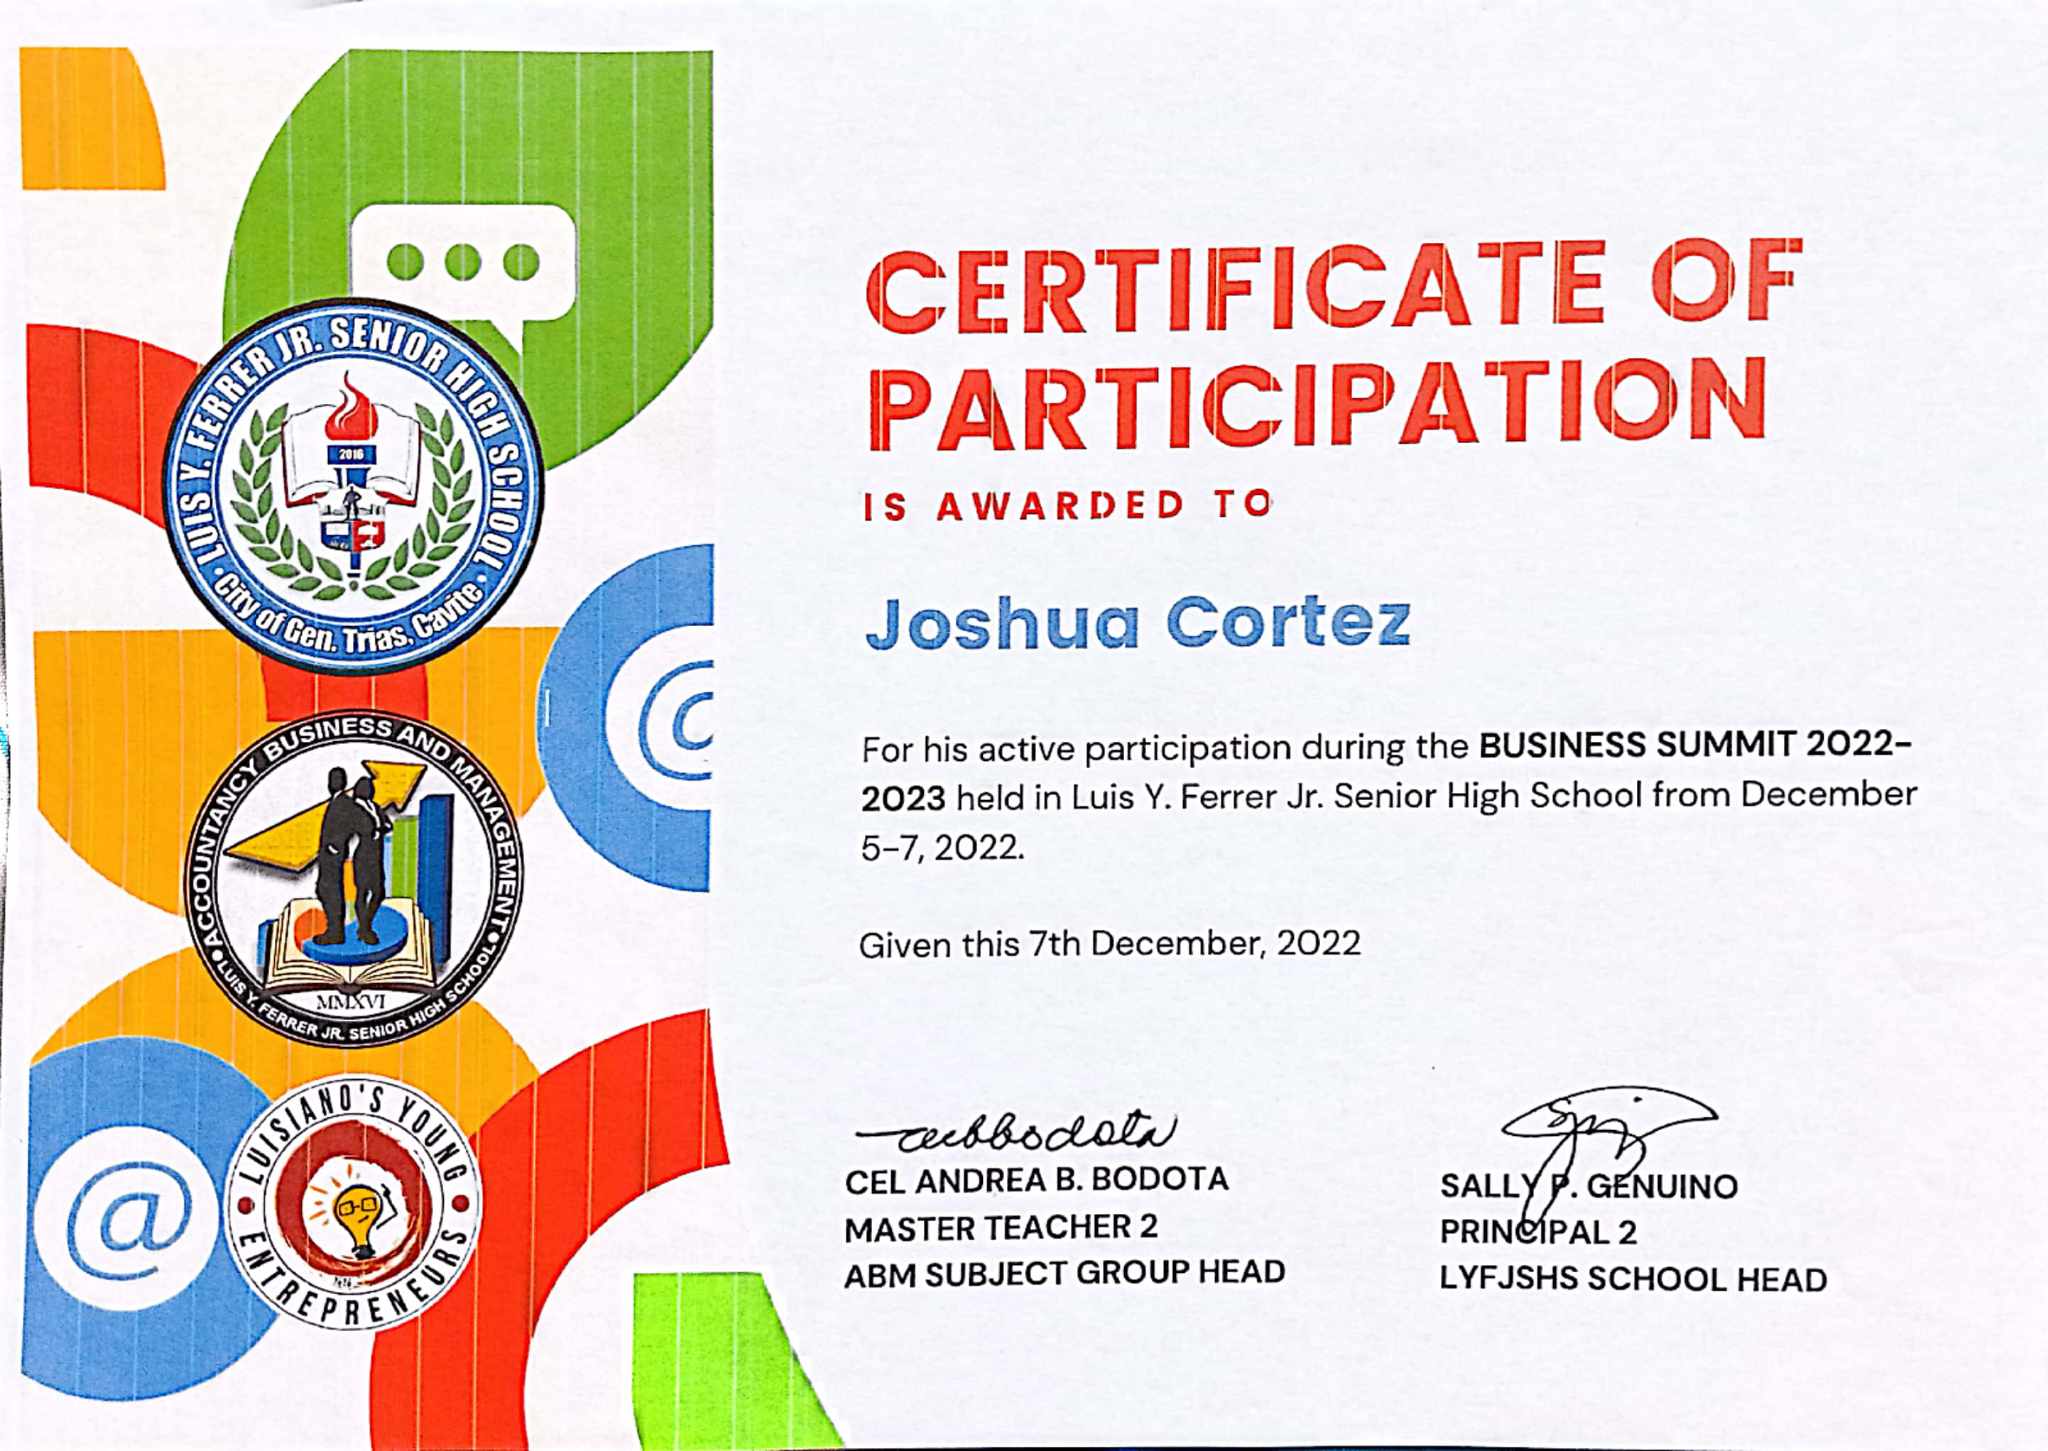 LUIS Y. FERRER JR. SENIOR HIGH SCHOOL
2016
City of Gen. Trias, Cavite
ACCOUNTANCY BUSINESS AND MANAGEMENT
MMXVI
LUIS Y. FERRER JR. SENIOR HIGH SCHOOL
LUISIANO'S YOUNG
ENTREPRENEURS
CERTIFICATE OF
PARTICIPATION
IS AWARDED TO
Joshua Cortez
For his active participation during the BUSINESS SUMMIT 2022-
2023 held in Luis Y. Ferrer Jr. Senior High School from December
5-7, 2022.
Given this 7th December, 2022
CEL ANDREA B. BODOTA
MASTER TEACHER 2
ABM SUBJECT GROUP HEAD
SALLY P. GENUINO
PRINCIPAL 2
LYFJSHS SCHOOL HEAD